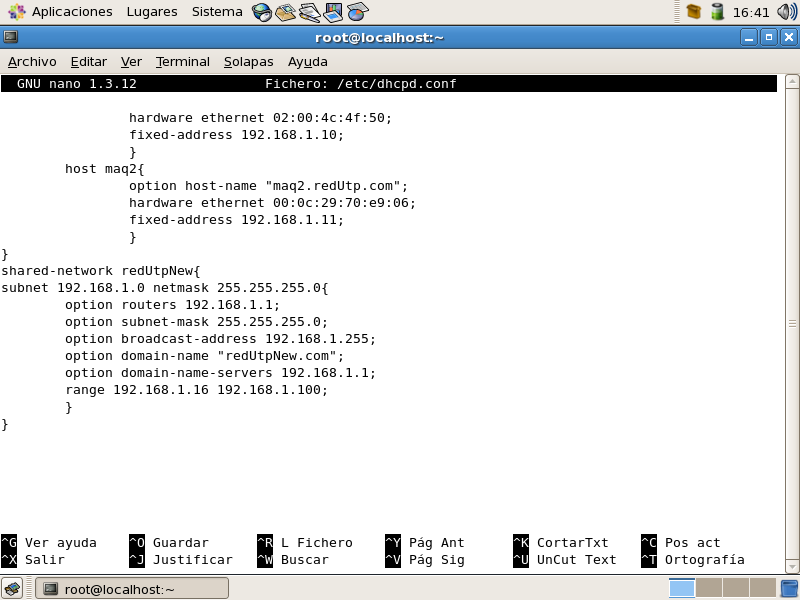 Aplicaciones Lugares Sistema 16:41
root@localhost:~
Archivo Editar Ver Terminal Solapas Ayuda
GNU nano 1.3.12 Fichero: /etc/dhcpd.conf
hardware ethernet 02:00:4c:4f:50;
fixed-address 192.168.1.10;
}
host maq2{
option host-name "maq2.redUtp.com";
hardware ethernet 00:0c:29:70:e9:06;
fixed-address 192.168.1.11;
}
}
shared-network redUtpNew{
subnet 192.168.1.0 netmask 255.255.255.0{
option routers 192.168.1.1;
option subnet-mask 255.255.255.0;
option broadcast-address 192.168.1.255;
option domain-name "redUtpNew.com";
option domain-name-servers 192.168.1.1;
range 192.168.1.16 192.168.1.100;
}
}
^G Ver ayuda ^O Guardar ^R L Fichero ^Y Pág Ant ^K CortarTxt ^C Pos act
^X Salir ^J Justificar ^W Buscar ^V Pág Sig ^U UnCut Text ^T Ortografía
root@localhost:~